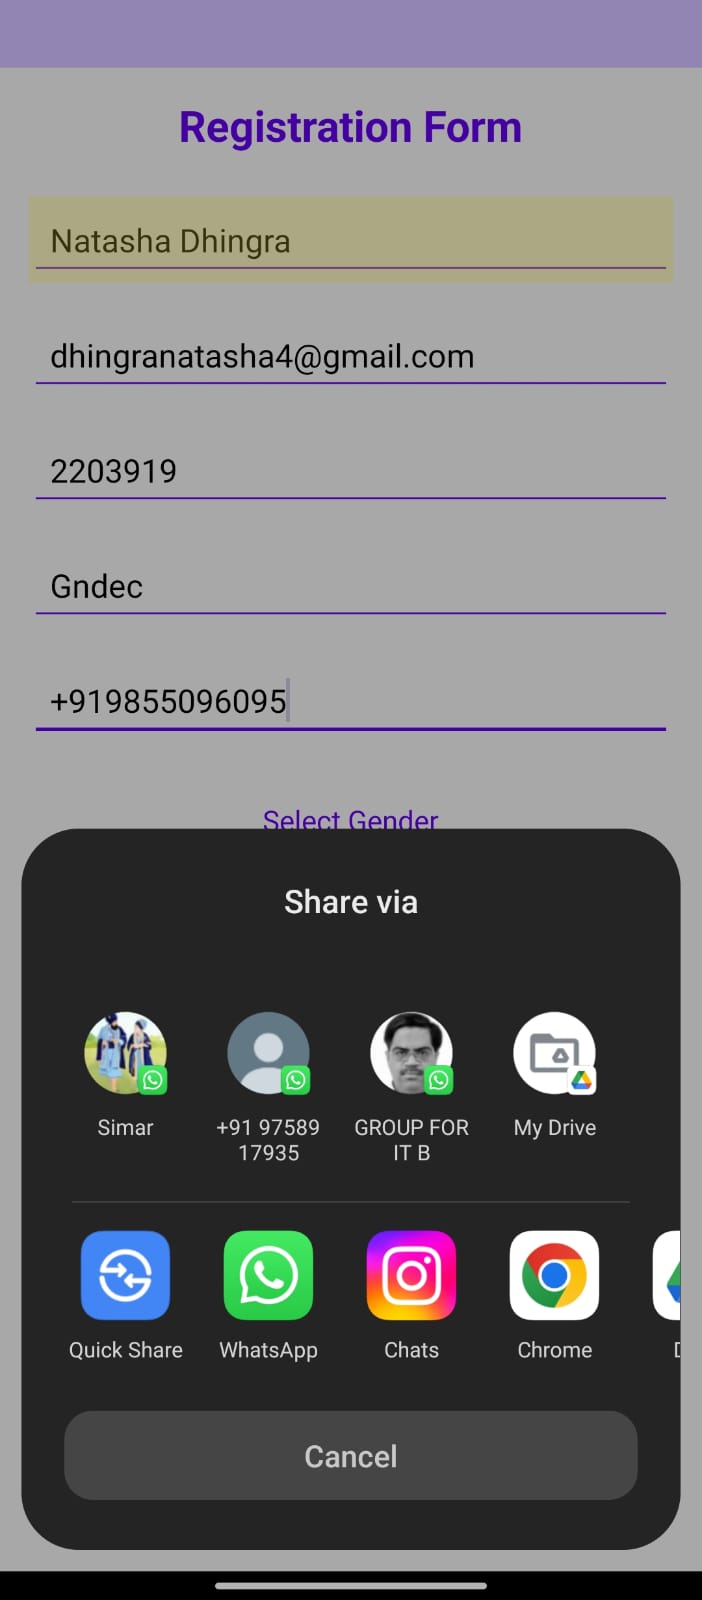 Registration Form
Natasha Dhingra
dhingranatasha4@gmail.com
2203919
Gndec
+919855096095
Select Gender
Share via
Simar
+91 97589
17935
GROUP FOR
IT B
My Drive
Quick Share
WhatsApp
Chats
Chrome
Cancel